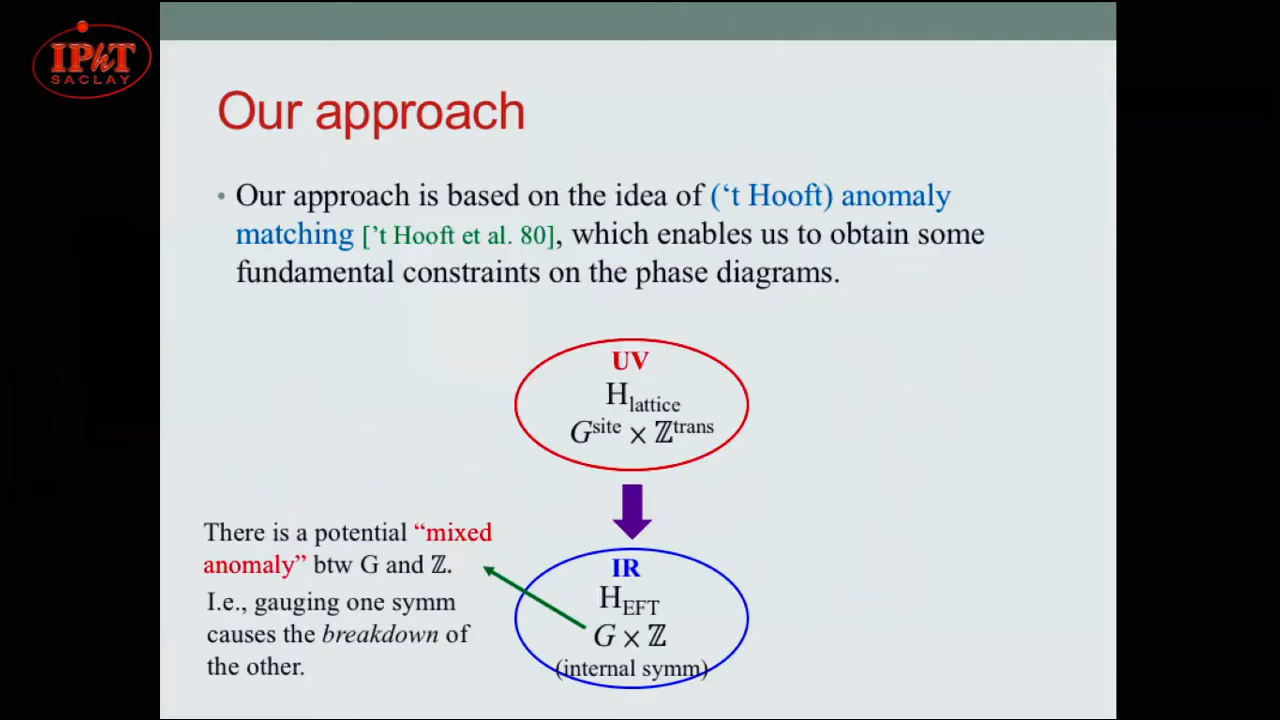 IPhT
SACLAY
Our approach
• Our approach is based on the idea of (‘t Hooft) anomaly
matching [’t Hooft et al. 80], which enables us to obtain some
fundamental constraints on the phase diagrams.
UV
H_lattice
G^site × ℤ^trans
There is a potential “mixed
anomaly” btw G and ℤ.
I.e., gauging one symm
causes the breakdown of
the other.
IR
H_EFT
G × ℤ
(internal symm)